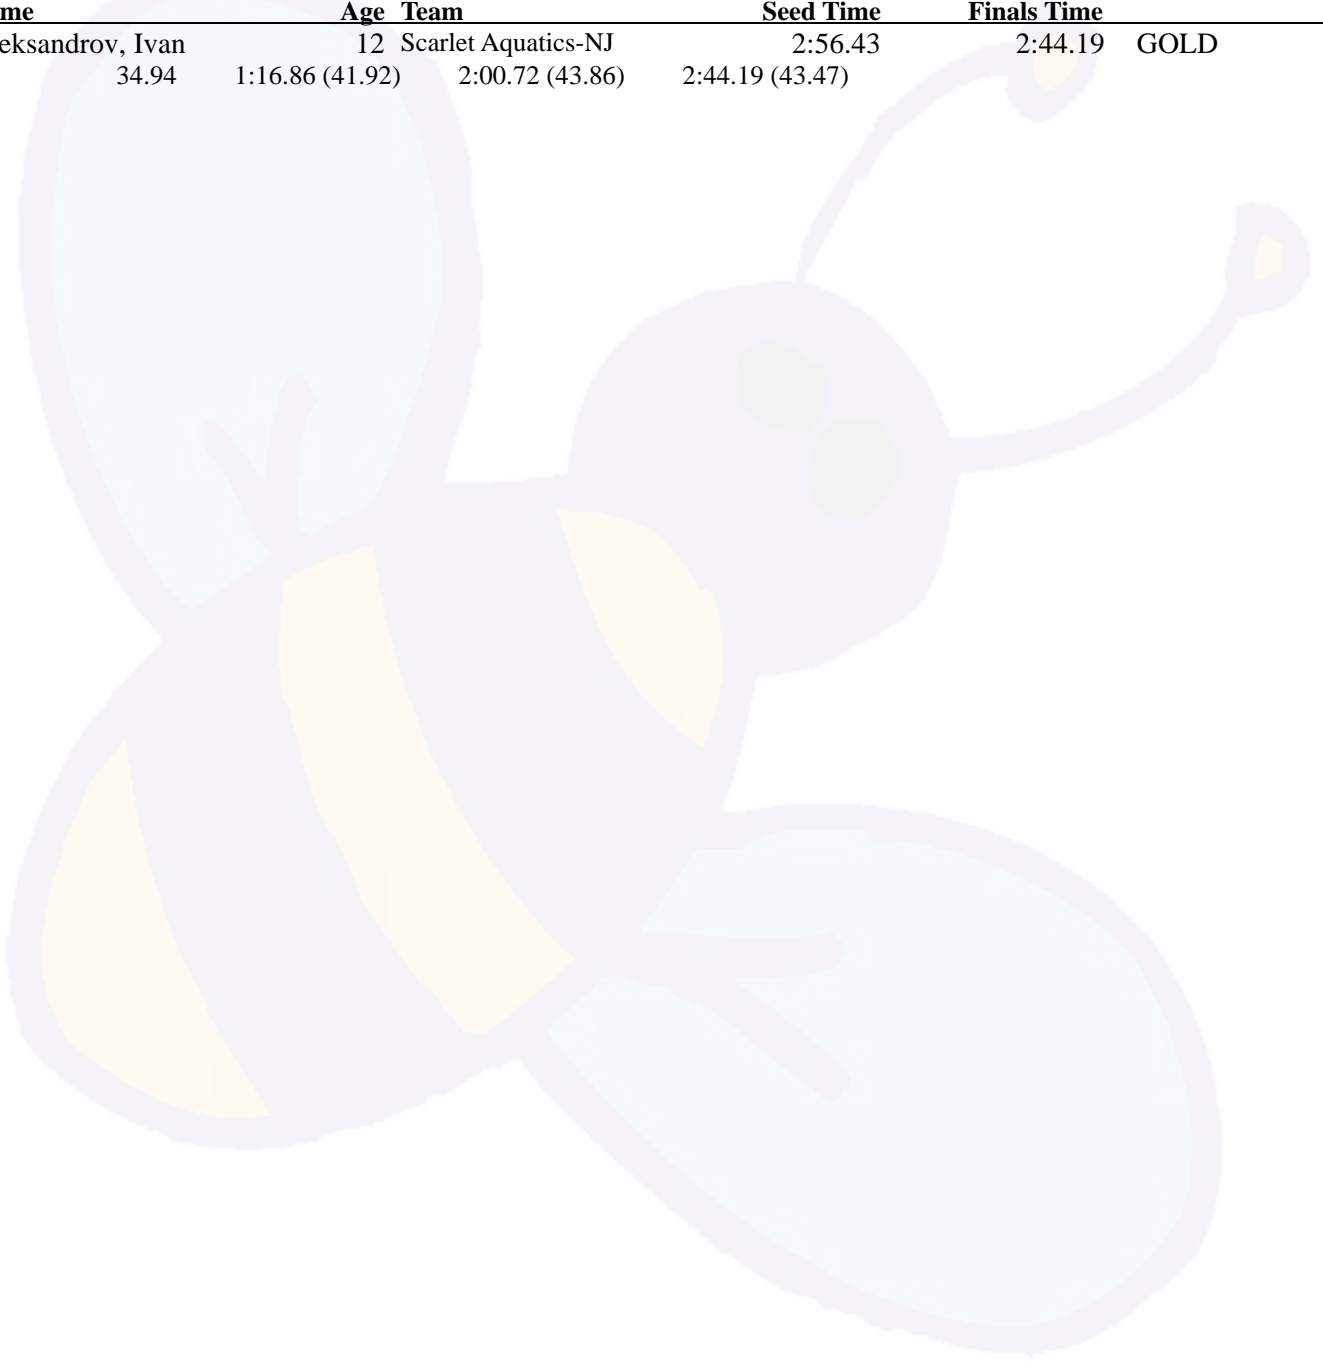 me Age Team Seed Time Finals Time
eksandrov, Ivan 12 Scarlet Aquatics-NJ 2:56.43 2:44.19 GOLD
34.94 1:16.86 (41.92) 2:00.72 (43.86) 2:44.19 (43.47)